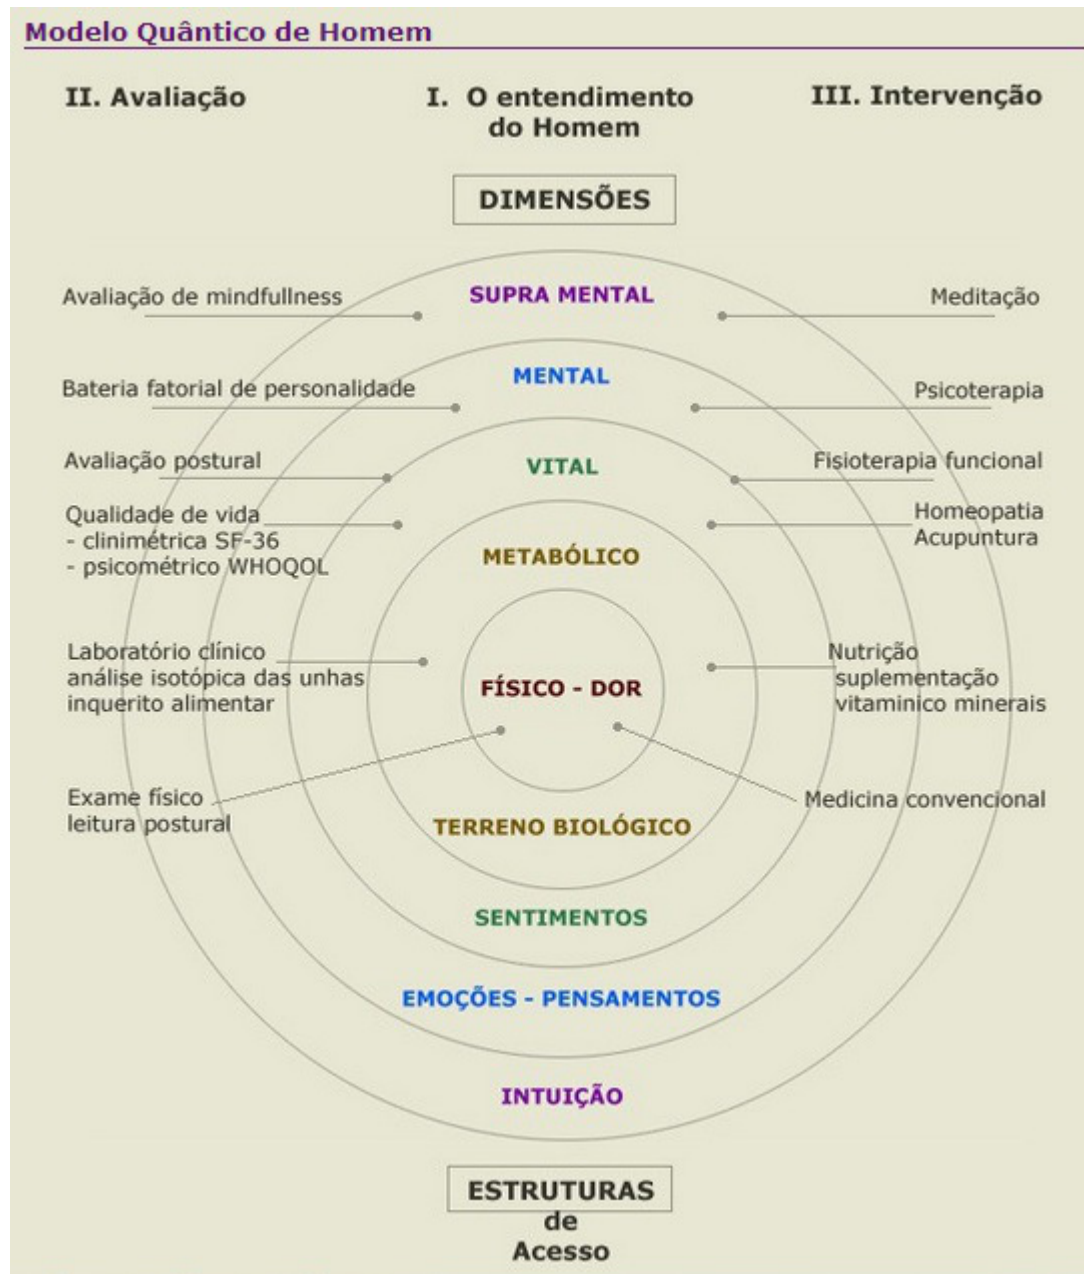 Modelo Quântico de Homem
II. Avaliação
I. O entendimento
do Homem
III. Intervenção
DIMENSÕES
SUPRA MENTAL
Avaliação de mindfullness
Meditação
MENTAL
Bateria fatorial de personalidade
Psicoterapia
VITAL
Avaliação postural
Fisioterapia funcional
Qualidade de vida
- clinimétrica SF-36
- psicométrico WHOQOL
Homeopatia
Acupuntura
METABÓLICO
Laboratório clínico
análise isotópica das unhas
inquerito alimentar
Nutrição
suplementação
vitaminico minerais
FÍSICO - DOR
Exame físico
leitura postural
Medicina convencional
TERRENO BIOLÓGICO
SENTIMENTOS
EMOÇÕES - PENSAMENTOS
INTUIÇÃO
ESTRUTURAS
de
Acesso